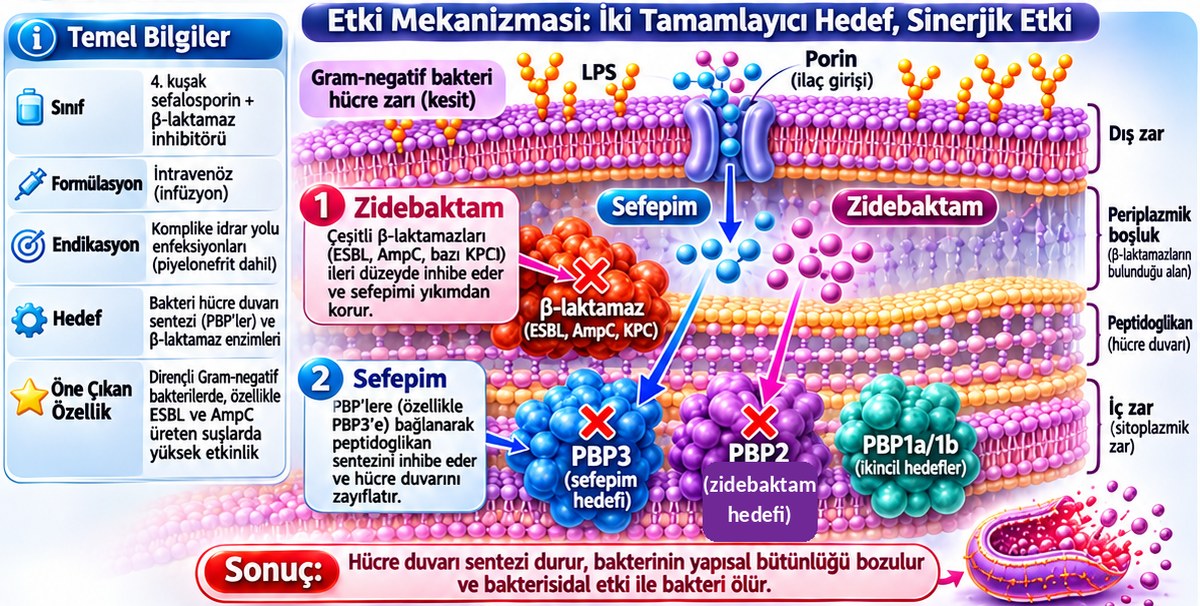 Temel Bilgiler
Sınıf
4. kuşak
sefalosporin +
β-laktamaz
inhibitörü
Formülasyon
İntravenöz
(infüzyon)
Endikasyon
Komplike idrar yolu
enfeksiyonları
(piyelonefrit dahil)
Hedef
Bakteri hücre duvarı
sentezi (PBP'ler) ve
β-laktamaz enzimleri
Öne Çıkan
Özellik
Dirençli Gram-negatif
bakterilerde, özellikle
ESBL ve AmpC
üreten suşlarda
yüksek etkinlik
Etki Mekanizması: İki Tamamlayıcı Hedef, Sinerjik Etki
Gram-negatif bakteri
hücre zarı (kesit)
LPS
Porin
(ilaç girişi)
Dış zar
1 Zidebaktam
Çeşitli β-laktamazları
(ESBL, AmpC, bazı KPCl)
ileri düzeyde inhibe eder
ve sefepimi yıkımdan
korur.
Sefepim
Zidebaktam
Periplazmik
boşluk
(β-laktamazların
bulunduğu alan)
β-laktamaz
(ESBL, AmpC, KPC)
Peptidoglikan
(hücre duvarı)
2 Sefepim
PBP'lere (özellikle
PBP3'e) bağlanarak
peptidoglikan
sentezini inhibe eder
ve hücre duvarını
zayıflatır.
PBP3
(sefepim
hedefi)
PBP2
(zidebaktam
hedefi)
PBP1a/1b
(ikincil hedefler)
İç zar
(sitoplazmik
zar)
Sonuç:
Hücre duvarı sentezi durur, bakterinin yapısal bütünlüğü bozulur
ve bakterisidal etki ile bakteri ölür.